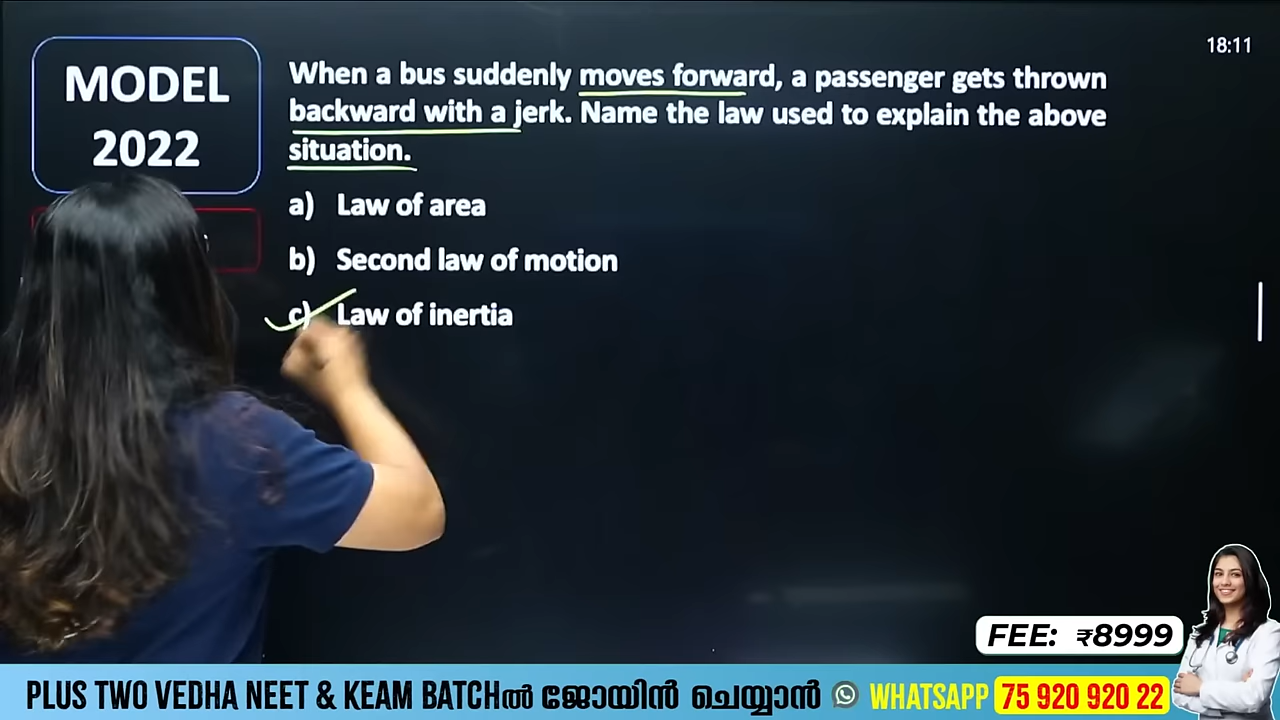 18:11
MODEL
2022
When a bus suddenly moves forward, a passenger gets thrown
backward with a jerk. Name the law used to explain the above
situation.
a) Law of area
b) Second law of motion
c) Law of inertia
FEE: ₹8999
PLUS TWO VEDHA NEET & KEAM BATCHൽ ജോയിൻ ചെയ്യാൻ WHATSAPP 75 920 920 22